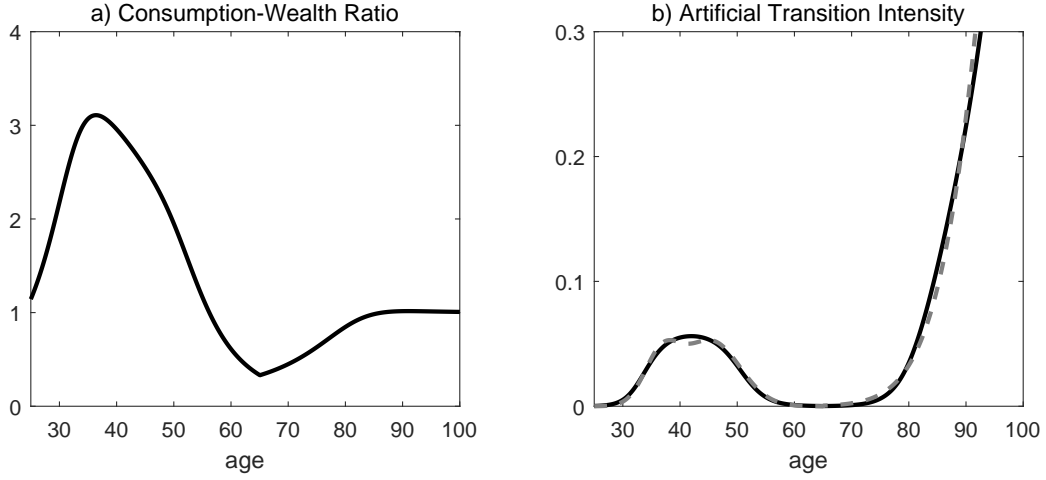 a) Consumption-Wealth Ratio
4
3
2
1
0
30 40 50 60 70 80 90 100
age
b) Artificial Transition Intensity
0.3
0.2
0.1
0
30 40 50 60 70 80 90 100
age